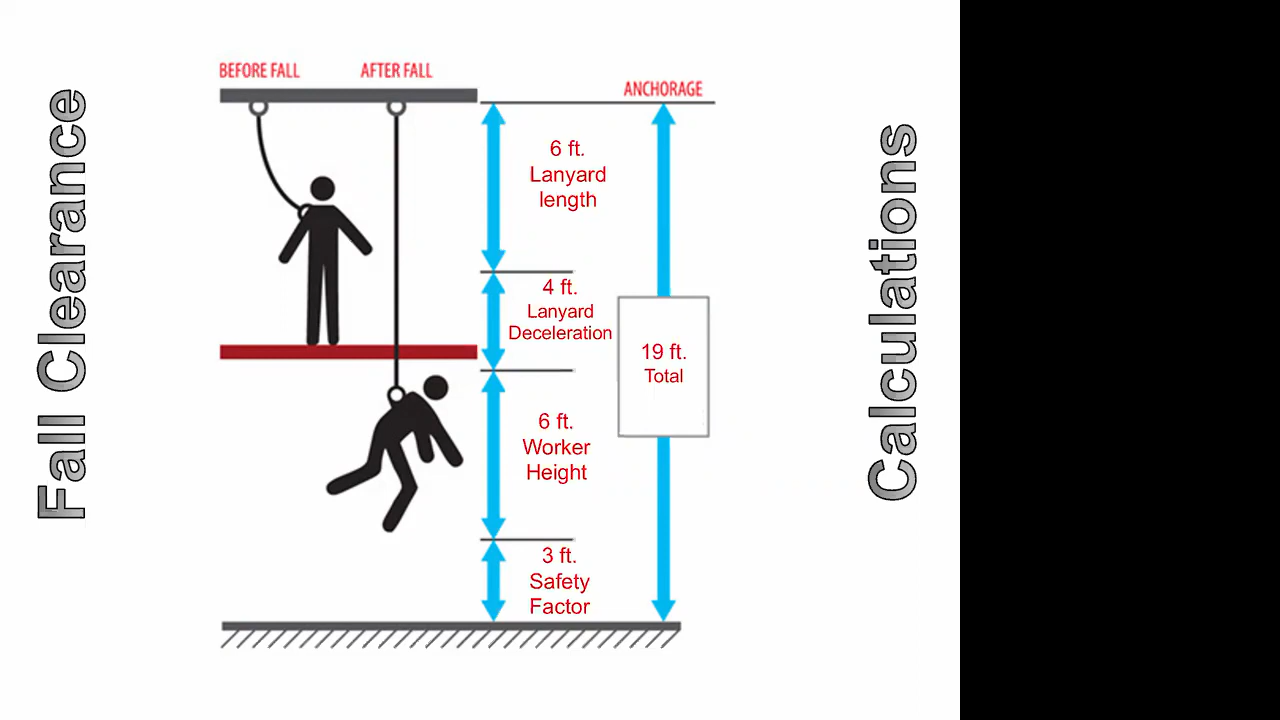 Fall Clearance
BEFORE FALL
AFTER FALL
ANCHORAGE
6 ft.
Lanyard
length
4 ft.
Lanyard
Deceleration
19 ft.
Total
6 ft.
Worker
Height
3 ft.
Safety
Factor
Calculations